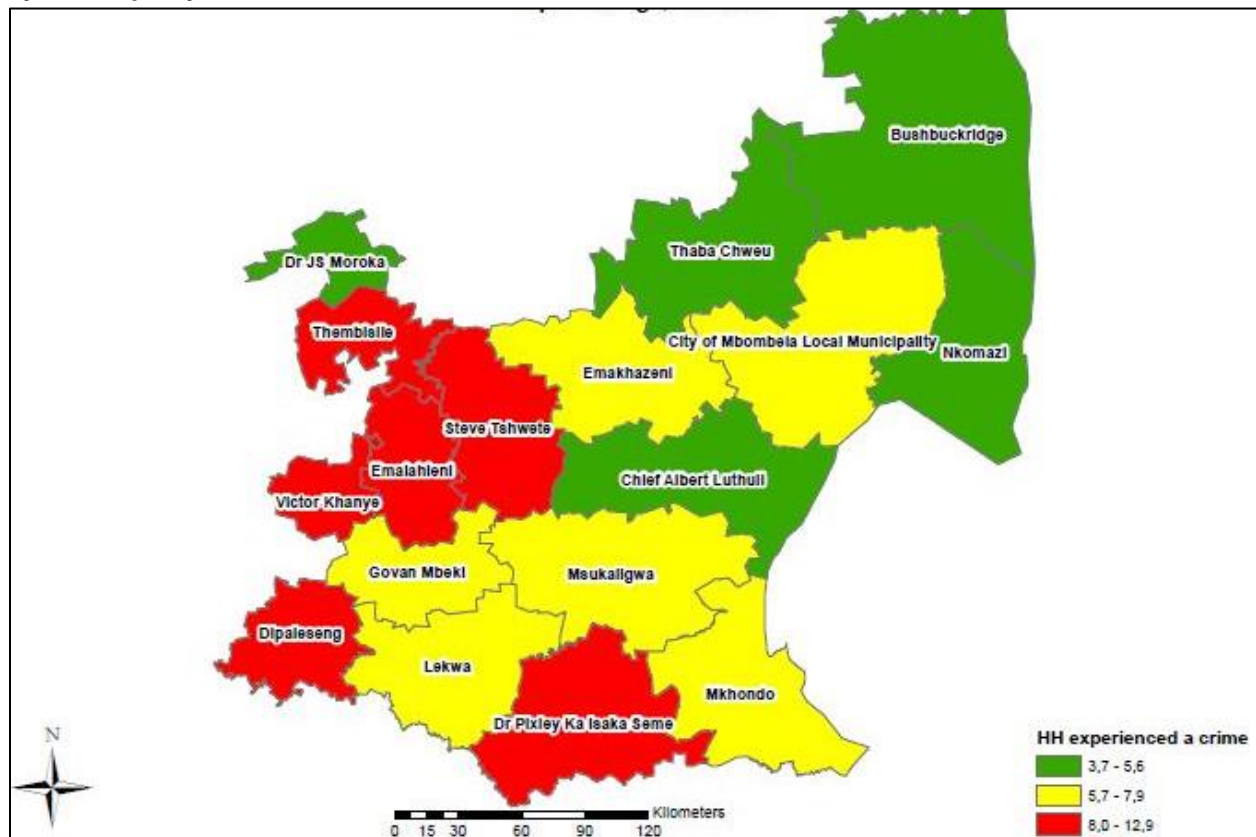 Bushbuckridge
Thaba Chweu
Dr JS Moroka
Thembisile
City of Mbombela Local Municipality
Nkomazi
Emakhazeni
Steve Tshwete
Emalahleni
Chief Albert Luthuli
Victor Khanye
Govan Mbeki
Msukaligwa
Dipaleseng
Lekwa
Mkhondo
Dr Pixley Ka Isaka Seme
N
HH experienced a crime
3,7 - 5,6
5,7 - 7,9
8,0 - 12,9
Kilometers
0 15 30 60 90 120